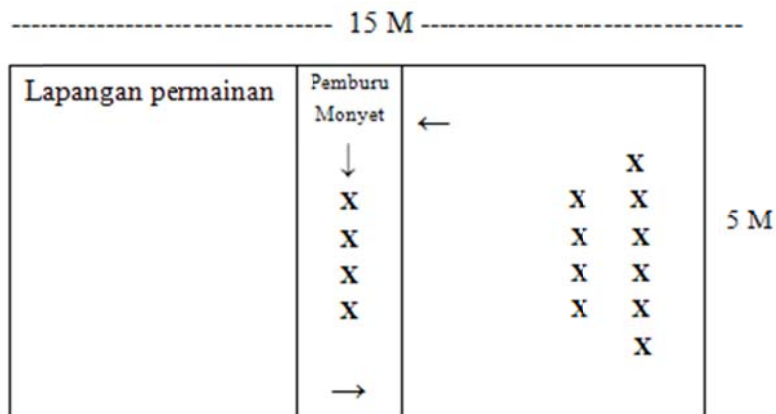 -------------------------------- 15 M --------------------------------
Lapangan permainan
Pemburu
Monyet
←
↓
X
X X X
X X X
X X X
X X X
X
→
5 M